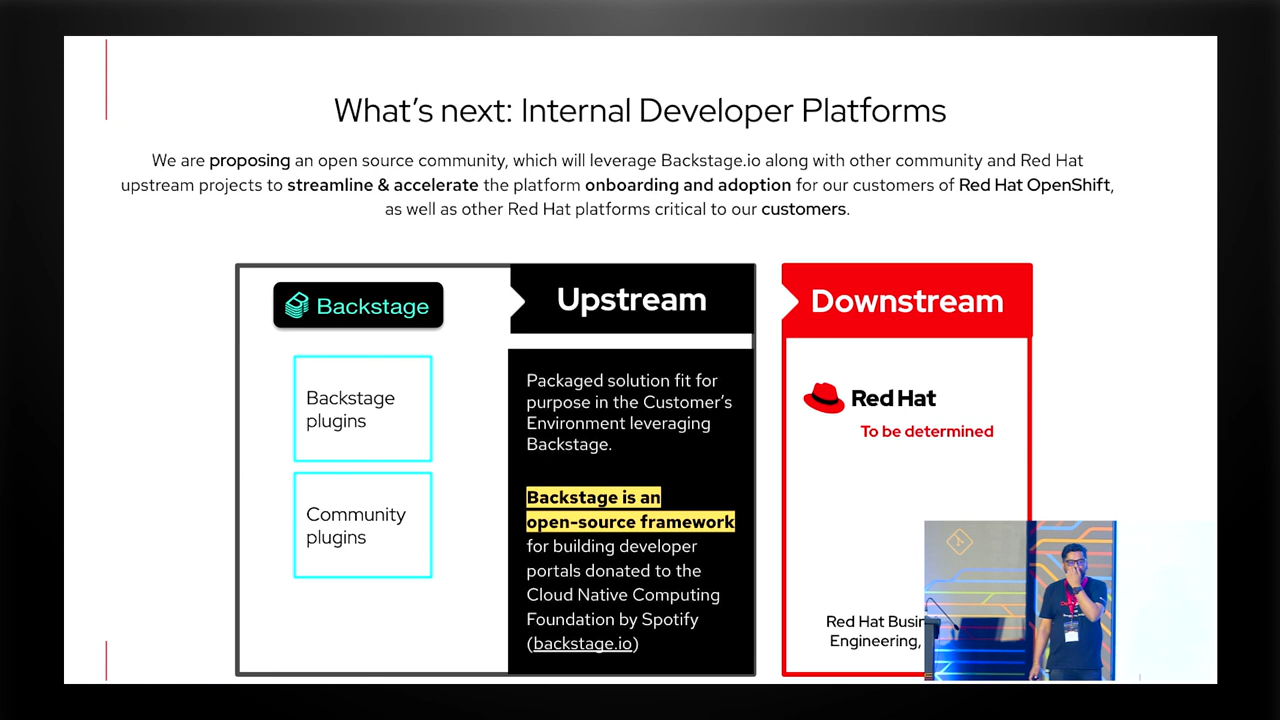 What's next: Internal Developer Platforms
We are proposing an open source community, which will leverage Backstage.io along with other community and Red Hat
upstream projects to streamline & accelerate the platform onboarding and adoption for our customers of Red Hat OpenShift,
as well as other Red Hat platforms critical to our customers.
Backstage
Backstage
plugins
Community
plugins
Upstream
Packaged solution fit for
purpose in the Customer's
Environment leveraging
Backstage.
Backstage is an
open-source framework
for building developer
portals donated to the
Cloud Native Computing
Foundation by Spotify
(backstage.io)
Downstream
Red Hat
To be determined
Red Hat
Engineering,